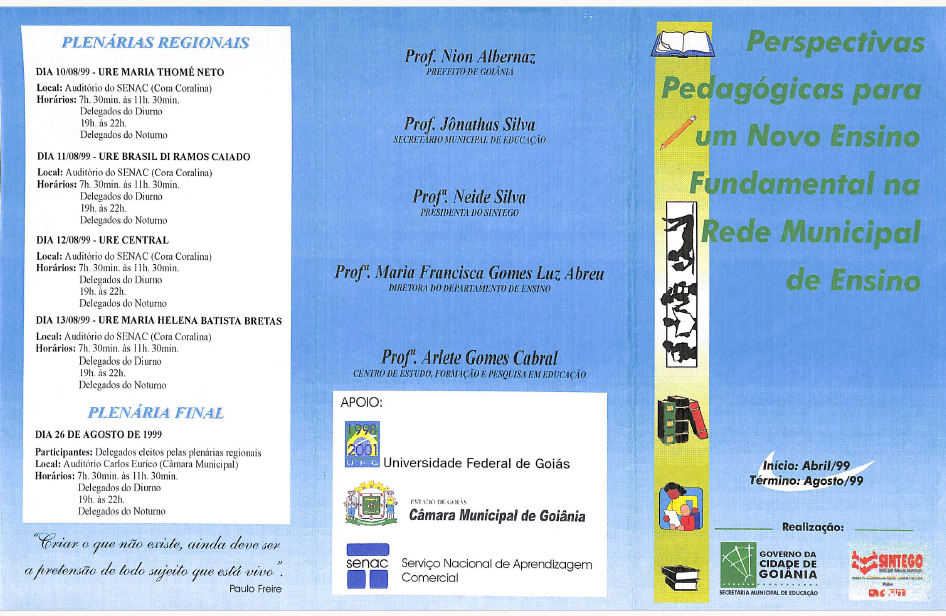 PLENÁRIAS REGIONAIS
DIA 10/08/99 - URE MARIA THOMÉ NETO
Local: Auditório do SENAC (Cora Coralina)
Horários: 7h. 30min. às 11h. 30min.
Delegados do Diurno
19h. às 22h.
Delegados do Noturno
DIA 11/08/99 - URE BRASIL DI RAMOS CAIADO
Local: Auditório do SENAC (Cora Coralina)
Horários: 7h. 30min. às 11h. 30min.
Delegados do Diurno
19h. às 22h.
Delegados do Noturno
DIA 12/08/99 - URE CENTRAL
Local: Auditório do SENAC (Cora Coralina)
Horários: 7h. 30min. às 11h. 30min.
Delegados do Diurno
19h. às 22h.
Delegados do Noturno
DIA 13/08/99 - URE MARIA HELENA BATISTA BRETAS
Local: Auditório do SENAC (Cora Coralina)
Horários: 7h. 30min. às 11h. 30min.
Delegados do Diurno
19h. às 22h.
Delegados do Noturno
PLENÁRIA FINAL
DIA 26 DE AGOSTO DE 1999
Participantes: Delegados eleitos pelas plenárias regionais
Local: Auditório Carlos Eurico (Câmara Municipal)
Horários: 7h. 30min. às 11h. 30min.
Delegados do Diurno
19h. às 22h.
Delegados do Noturno
"Criar o que não existe, ainda deve ser
a pretensão de todo sujeito que está vivo".
Paulo Freire
Prof. Nion Albernaz
PREFEITO DE GOIÂNIA
Prof. Jônathas Silva
SECRETÁRIO MUNICIPAL DE EDUCAÇÃO
Profª. Neide Silva
PRESIDENTA DO SINTEGO
Profª. Maria Francisca Gomes Luz Abreu
DIRETORA DO DEPARTAMENTO DE ENSINO
Profª. Arlete Gomes Cabral
CENTRO DE ESTUDO, FORMAÇÃO E PESQUISA EM EDUCAÇÃO
APOIO:
1998
2001
UFG
Universidade Federal de Goiás
ESTADO DE GOIÁS
Câmara Municipal de Goiânia
senac
Serviço Nacional de Aprendizagem
Comercial
Perspectivas
Pedagógicas para
um Novo Ensino
Fundamental na
Rede Municipal
de Ensino
Início: Abril/99
Término: Agosto/99
Realização:
GOVERNO DA
CIDADE DE
GOIÂNIA
SECRETARIA MUNICIPAL DE EDUCAÇÃO
SINTEGO
CUT